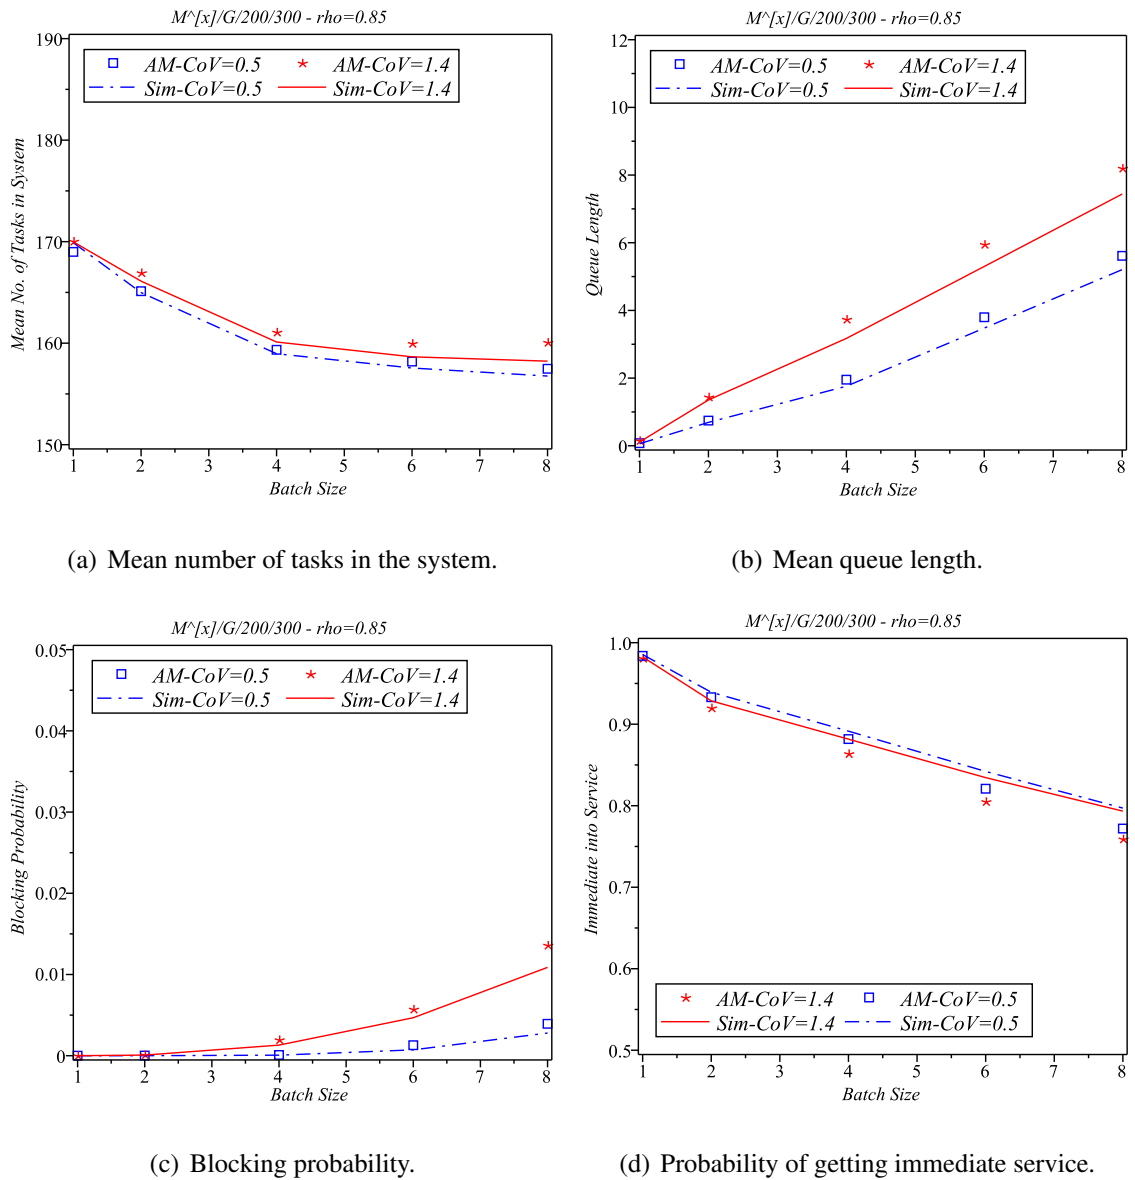 M^[x]/G/200/300 - rho=0.85
190
180
170
160
150
Mean No. of Tasks in System
AM-CoV=0.5 AM-CoV=1.4
Sim-CoV=0.5 Sim-CoV=1.4
1 2 3 4 5 6 7 8
Batch Size
(a) Mean number of tasks in the system.
M^[x]/G/200/300 - rho=0.85
12
10
8
6
4
2
0
Queue Length
AM-CoV=0.5 AM-CoV=1.4
Sim-CoV=0.5 Sim-CoV=1.4
1 2 3 4 5 6 7 8
Batch Size
(b) Mean queue length.
M^[x]/G/200/300 - rho=0.85
0.05
0.04
0.03
0.02
0.01
0
Blocking Probability
AM-CoV=0.5 AM-CoV=1.4
Sim-CoV=0.5 Sim-CoV=1.4
1 2 3 4 5 6 7 8
Batch Size
(c) Blocking probability.
M^[x]/G/200/300 - rho=0.85
1.0
0.9
0.8
0.7
0.6
0.5
Immediate into Service
AM-CoV=1.4 AM-CoV=0.5
Sim-CoV=1.4 Sim-CoV=0.5
1 2 3 4 5 6 7 8
Batch Size
(d) Probability of getting immediate service.